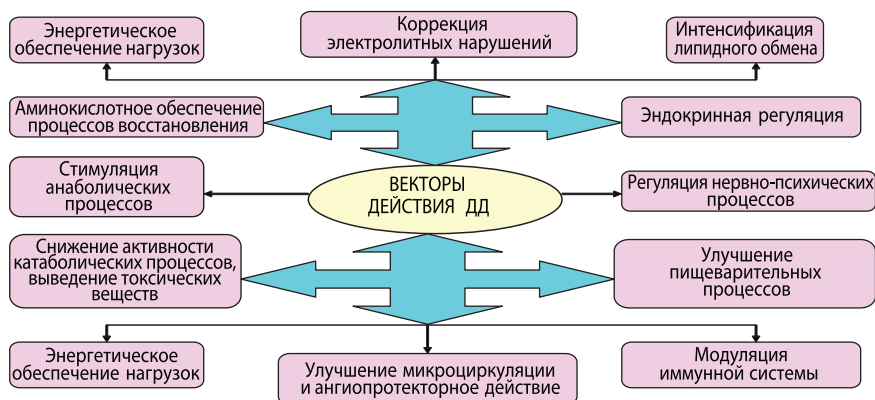 Энергетическое
обеспечение нагрузок
Коррекция
электролитных нарушений
Интенсификация
липидного обмена
Аминокислотное обеспечение
процессов восстановления
Эндокринная регуляция
Стимуляция
анаболических
процессов
ВЕКТОРЫ
ДЕЙСТВИЯ ДД
Регуляция нервно-психических
процессов
Снижение активности
катаболических процессов,
выведение токсических
веществ
Улучшение
пищеварительных
процессов
Энергетическое
обеспечение нагрузок
Улучшение микроциркуляции
и ангиопротекторное действие
Модуляция
иммунной системы